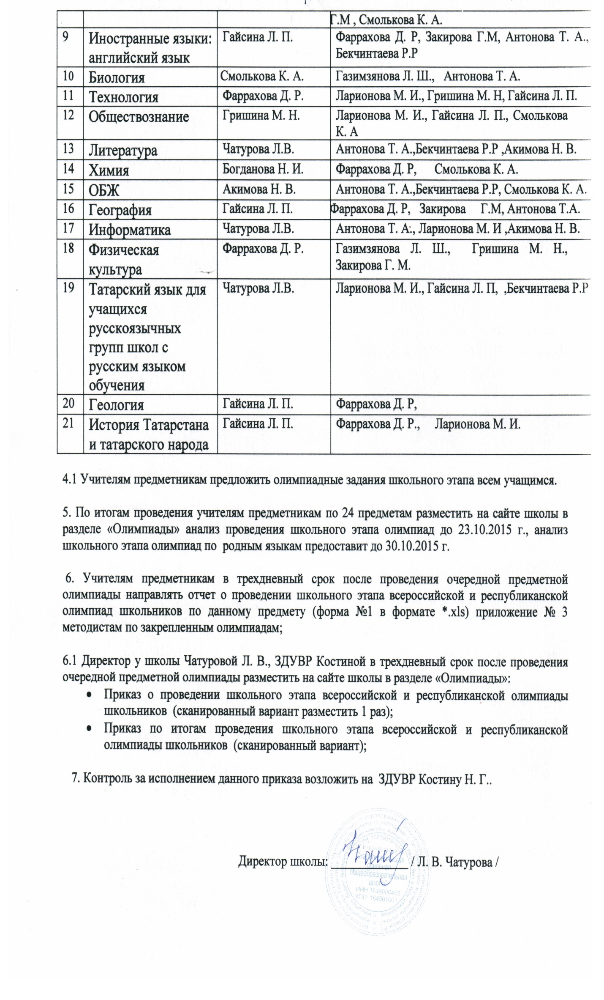 Г.М , Смолькова К. А.
9 Иностранные языки: Гайсина Л. П. Фаррахова Д. Р, Закирова Г.М, Антонова Т. А.,
английский язык Бекчинтаева Р.Р
10 Биология Смолькова К. А. Газимзянова Л. Ш., Антонова Т. А.
11 Технология Фаррахова Д. Р. Ларионова М. И., Гришина М. Н, Гайсина Л. П.
12 Обществознание Гришина М. Н. Ларионова М. И., Гайсина Л. П., Смолькова
К. А
13 Литература Чатурова Л.В. Антонова Т. А.,Бекчинтаева Р.Р ,Акимова Н. В.
14 Химия Богданова Н. И. Фаррахова Д. Р, Смолькова К. А.
15 ОБЖ Акимова Н. В. Антонова Т. А.,Бекчинтаева Р.Р, Смолькова К. А.
16 География Гайсина Л. П. Фаррахова Д. Р, Закирова Г.М, Антонова Т.А.
17 Информатика Чатурова Л.В. Антонова Т. А., Ларионова М. И ,Акимова Н. В.
18 Физическая Фаррахова Д. Р. Газимзянова Л. Ш., Гришина М. Н.,
культура Закирова Г. М.
19 Татарский язык для Чатурова Л.В. Ларионова М. И., Гайсина Л. П, ,Бекчинтаева Р.Р
учащихся
русскоязычных
групп школ с
русским языком
обучения
20 Геология Гайсина Л. П. Фаррахова Д. Р,
21 История Татарстана Гайсина Л. П. Фаррахова Д. Р., Ларионова М. И.
и татарского народа
4.1 Учителям предметникам предложить олимпиадные задания школьного этапа всем учащимся.
5. По итогам проведения учителям предметникам по 24 предметам разместить на сайте школы в
разделе «Олимпиады» анализ проведения школьного этапа олимпиад до 23.10.2015 г., анализ
школьного этапа олимпиад по родным языкам предоставит до 30.10.2015 г.
6. Учителям предметникам в трехдневный срок после проведения очередной предметной
олимпиады направлять отчет о проведении школьного этапа всероссийской и республиканской
олимпиад школьников по данному предмету (форма №1 в формате *.xls) приложение № 3
методистам по закрепленным олимпиадам;
6.1 Директор у школы Чатуровой Л. В., ЗДУВР Костиной в трехдневный срок после проведения
очередной предметной олимпиады разместить на сайте школы в разделе «Олимпиады»:
• Приказ о проведении школьного этапа всероссийской и республиканской олимпиады
школьников (сканированный вариант разместить 1 раз);
• Приказ по итогам проведения школьного этапа всероссийской и республиканской
олимпиады школьников (сканированный вариант);
7. Контроль за исполнением данного приказа возложить на ЗДУВР Костину Н. Г..
Директор школы: / Л. В. Чатурова /
основная
общеобразовательная
школа
ИНН 1649006455
КПП 164901001